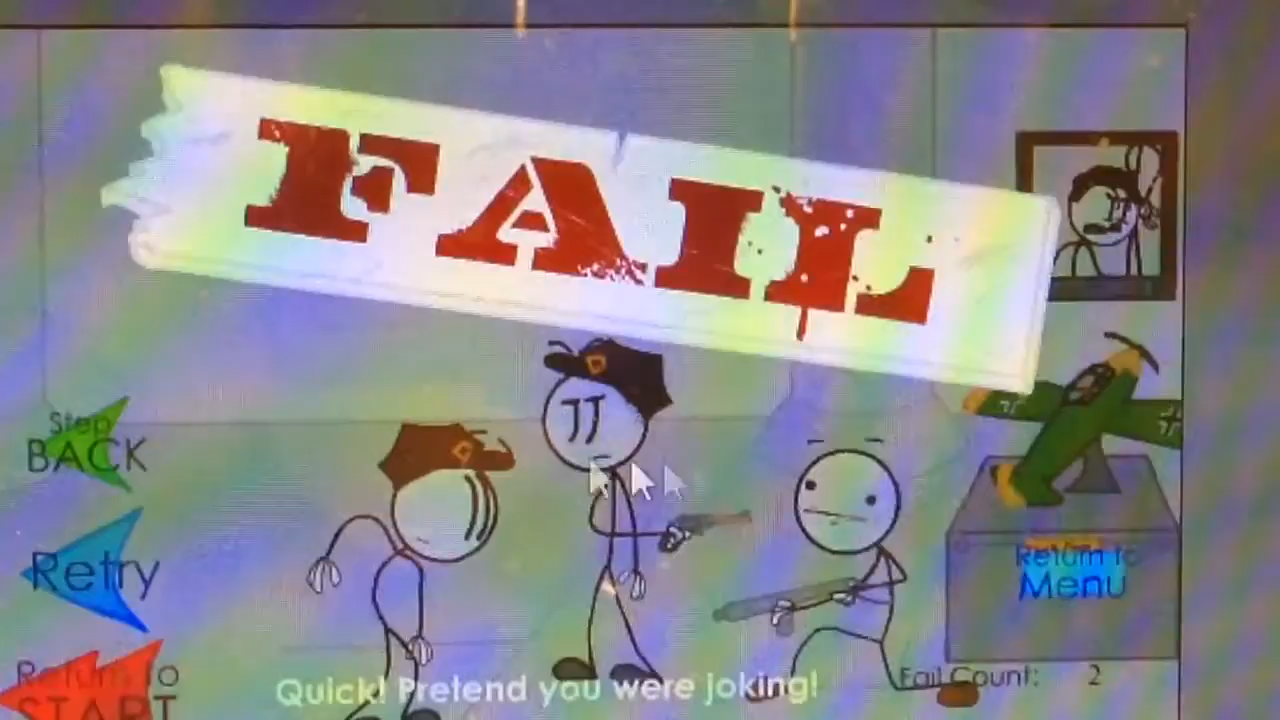 FAIL
Step
BACK
Retry
Return to
START
Return to
Menu
Fail Count: 2
Quick! Pretend you were joking!